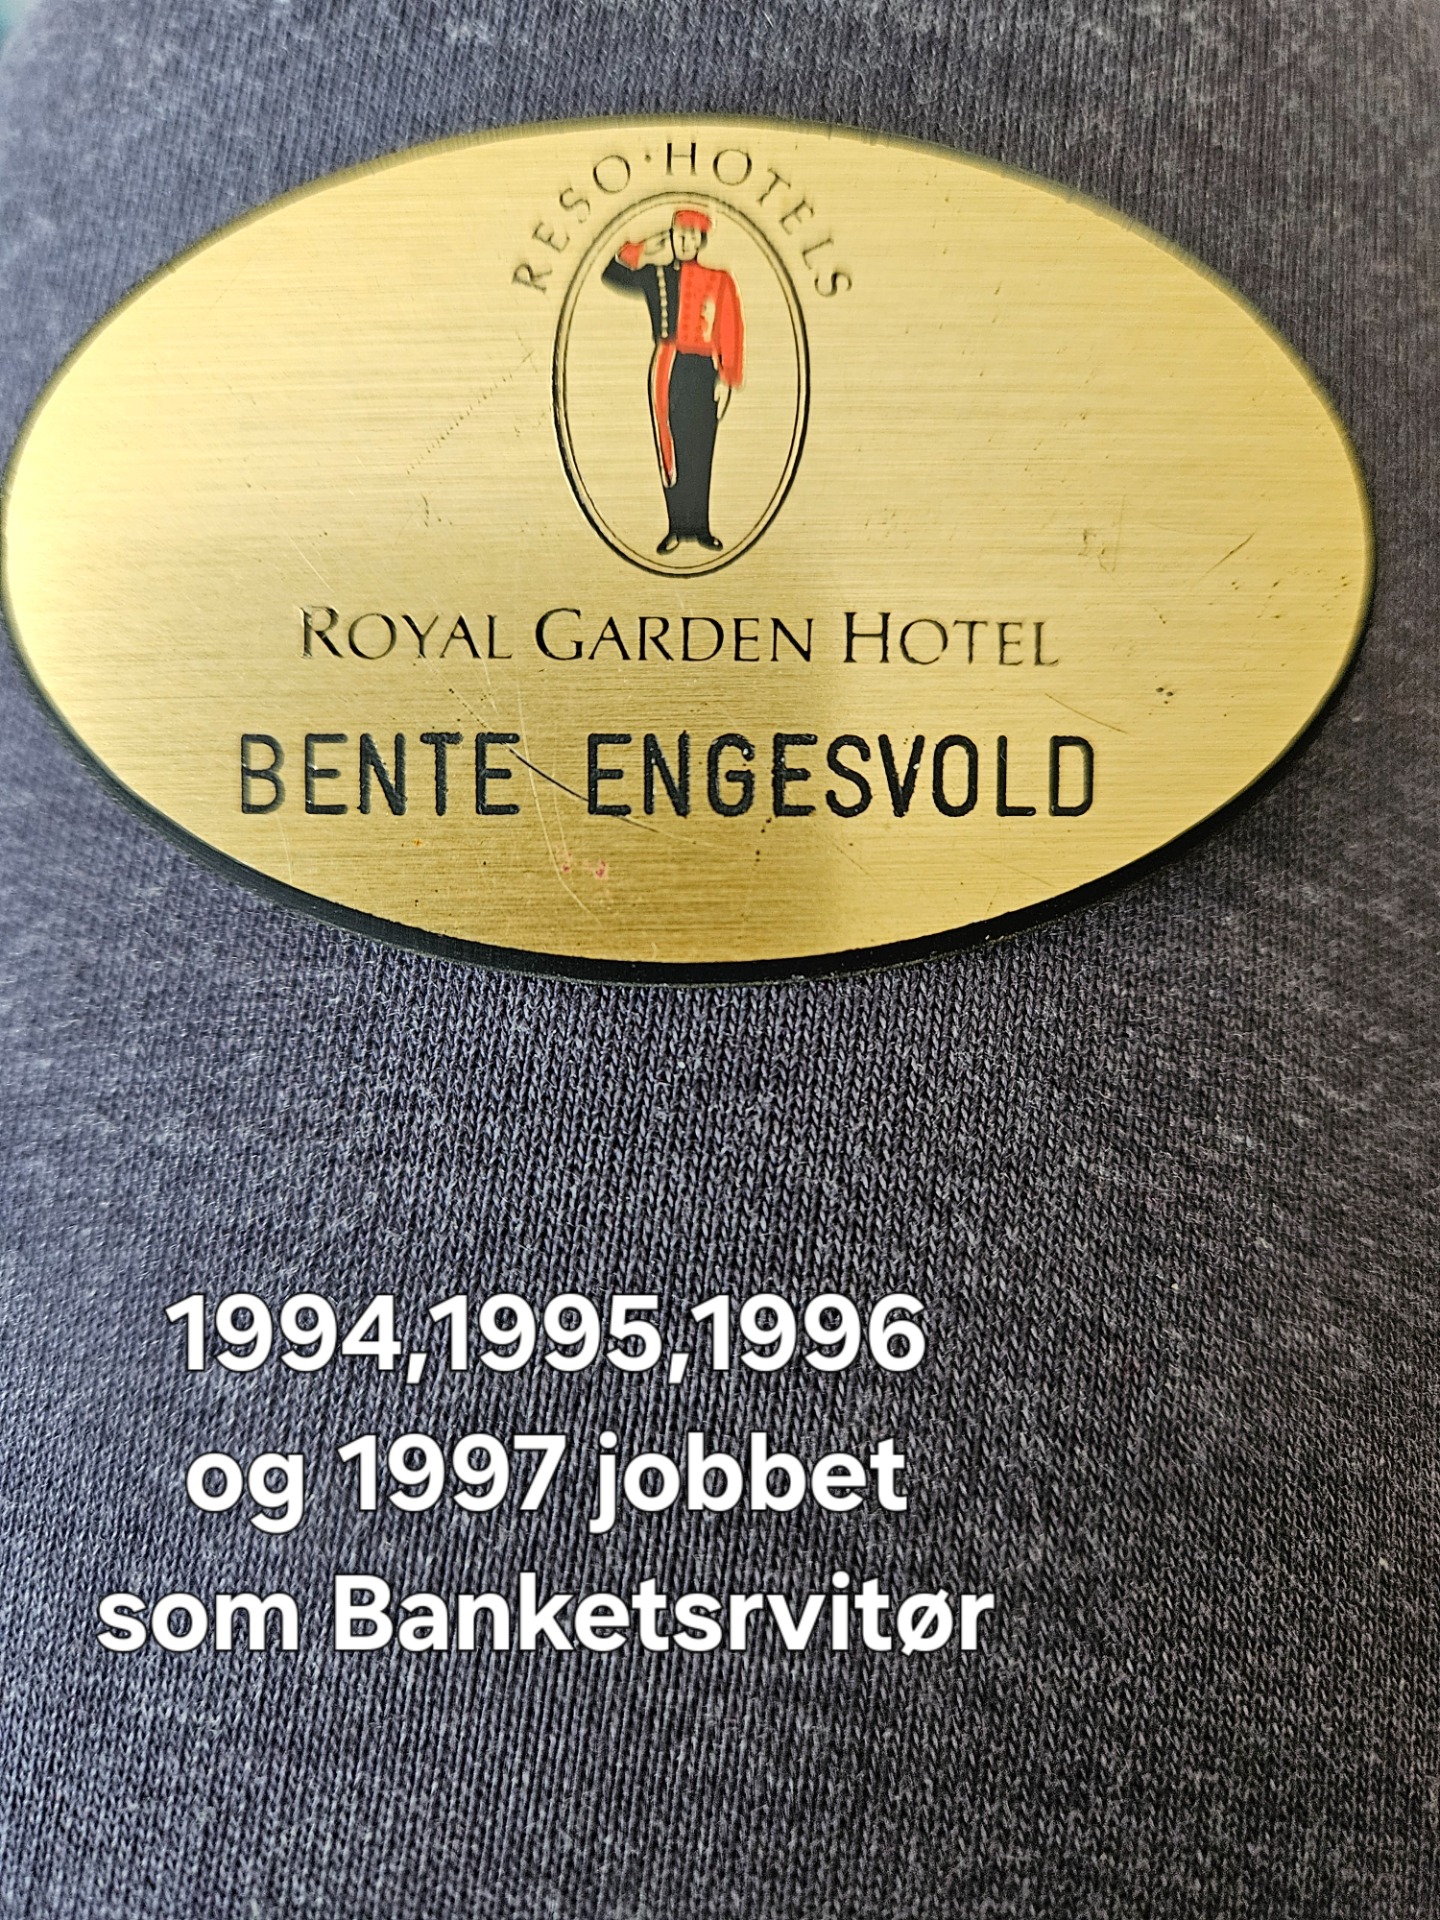 RESO·HOTELS
ROYAL GARDEN HOTEL
BENTE ENGESVOLD
1994,1995,1996
og 1997 jobbet
som Banketsrvitør